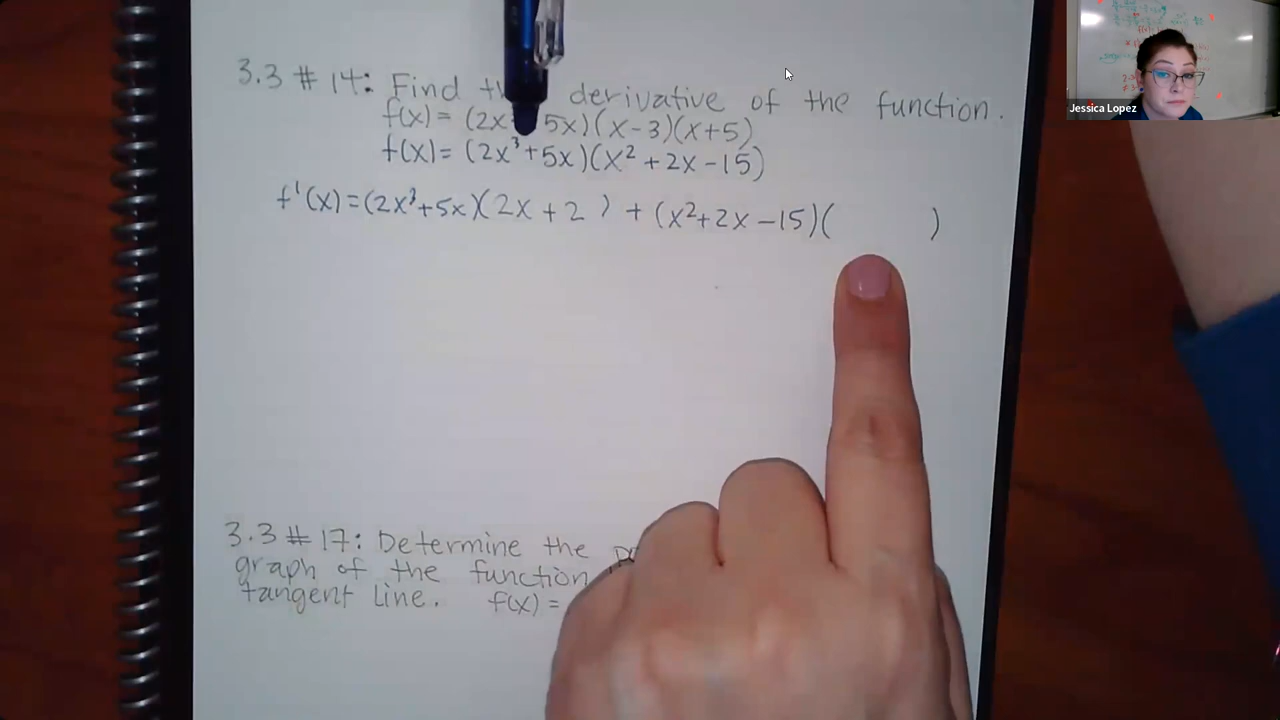 3.3 # 14: Find derivative of the function.
f(x) = (2x 5x)(x-3)(x+5)
f(x) = (2x³+5x)(x² +2x-15)
f'(x) = (2x³+5x)(2x +2 ) + (x²+2x-15)( )
3.3 # 17: Determine the
graph of the function
tangent line. f(x) =
Jessica Lopez